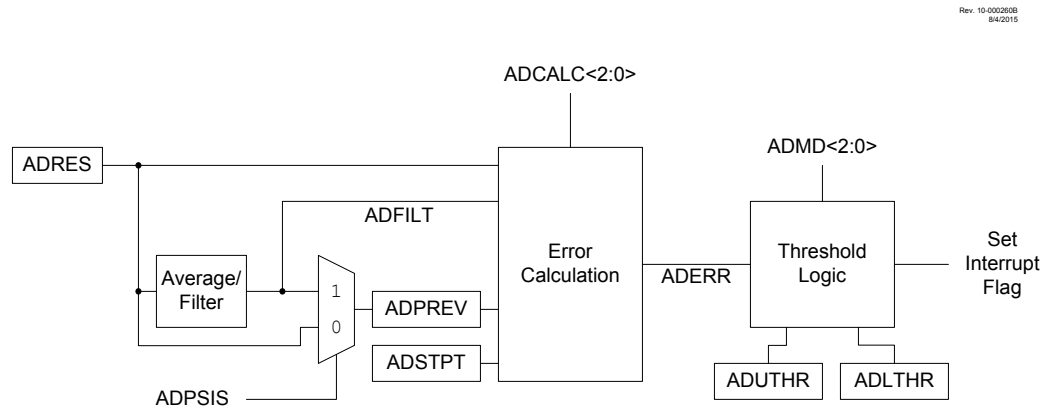 Rev. 10-000260B
8/4/2015
ADCALC<2:0>
ADRES
ADMD<2:0>
ADFILT
Average/
Filter
1
0
ADPREV
ADSTPT
ADPSIS
Error
Calculation
ADERR
Threshold
Logic
Set
Interrupt
Flag
ADUTHR
ADLTHR